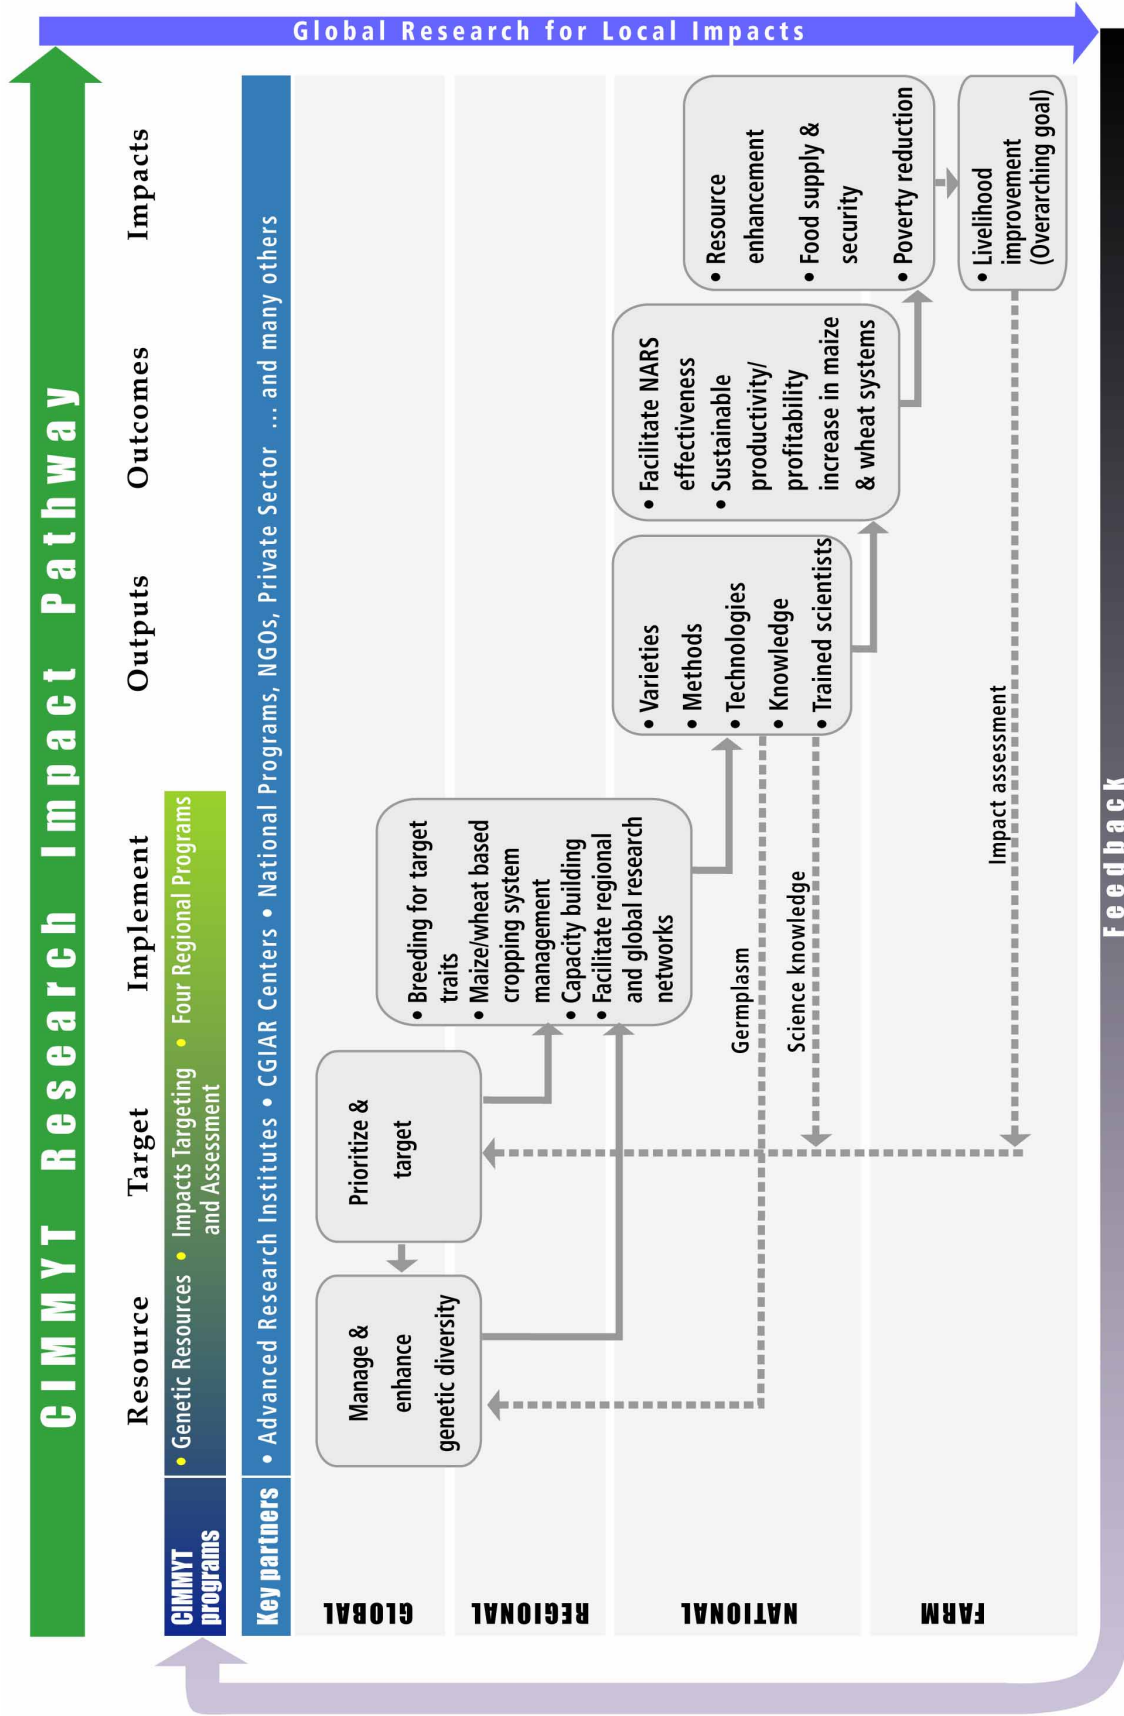 CIMMYT Research Impact Pathway
Global Research for Local Impacts
Resource
Target
Implement
Outputs
Outcomes
Impacts
CIMMYT
programs
• Genetic Resources • Impacts Targeting • Four Regional Programs
and Assessment
Key partners
• Advanced Research Institutes • CGIAR Centers • National Programs, NGOs, Private Sector ... and many others
GLOBAL
REGIONAL
NATIONAL
FARM
Manage &
enhance
genetic diversity
Prioritize &
target
• Breeding for target
traits
• Maize/wheat based
cropping system
management
• Capacity building
• Facilitate regional
and global research
networks
• Varieties
• Methods
• Technologies
• Knowledge
• Trained scientists
• Facilitate NARS
effectiveness
• Sustainable
productivity/
profitability
increase in maize
& wheat systems
• Resource
enhancement
• Food supply &
security
• Poverty reduction
• Livelihood
improvement
(Overarching goal)
Germplasm
Science knowledge
Impact assessment
Feedback